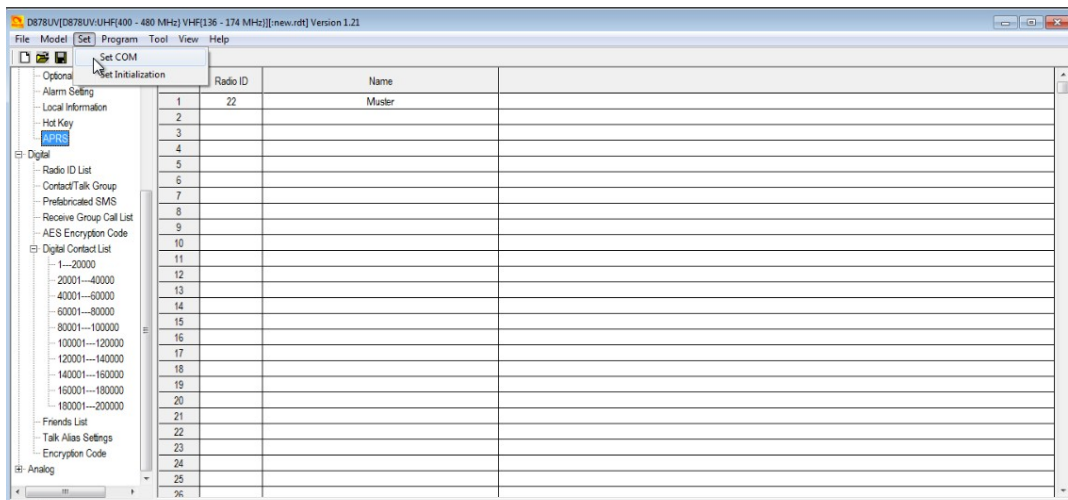 D878UV[D878UV:UHF{400 - 480 MHz} VHF{136 - 174 MHz}][:new.rdt] Version 1.21
File Model Set Program Tool View Help
Set COM
Set Initialization
Optional
Alarm Setting
Local Information
Hot Key
APRS
Digital
Radio ID List
Contact/Talk Group
Prefabricated SMS
Receive Group Call List
AES Encryption Code
Digital Contact List
1---20000
20001---40000
40001---60000
60001---80000
80001---100000
100001---120000
120001---140000
140001---160000
160001---180000
180001---200000
Friends List
Talk Alias Settings
Encryption Code
Analog
Radio ID Name
1 22 Muster
2
3
4
5
6
7
8
9
10
11
12
13
14
15
16
17
18
19
20
21
22
23
24
25
26